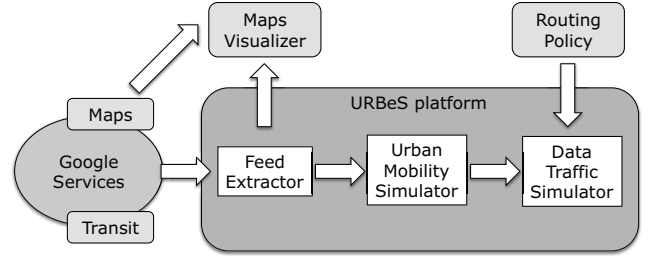 Maps
Visualizer
Routing
Policy
Maps
URBeS platform
Google
Services
Transit
Feed
Extractor
Urban
Mobility
Simulator
Data
Traffic
Simulator